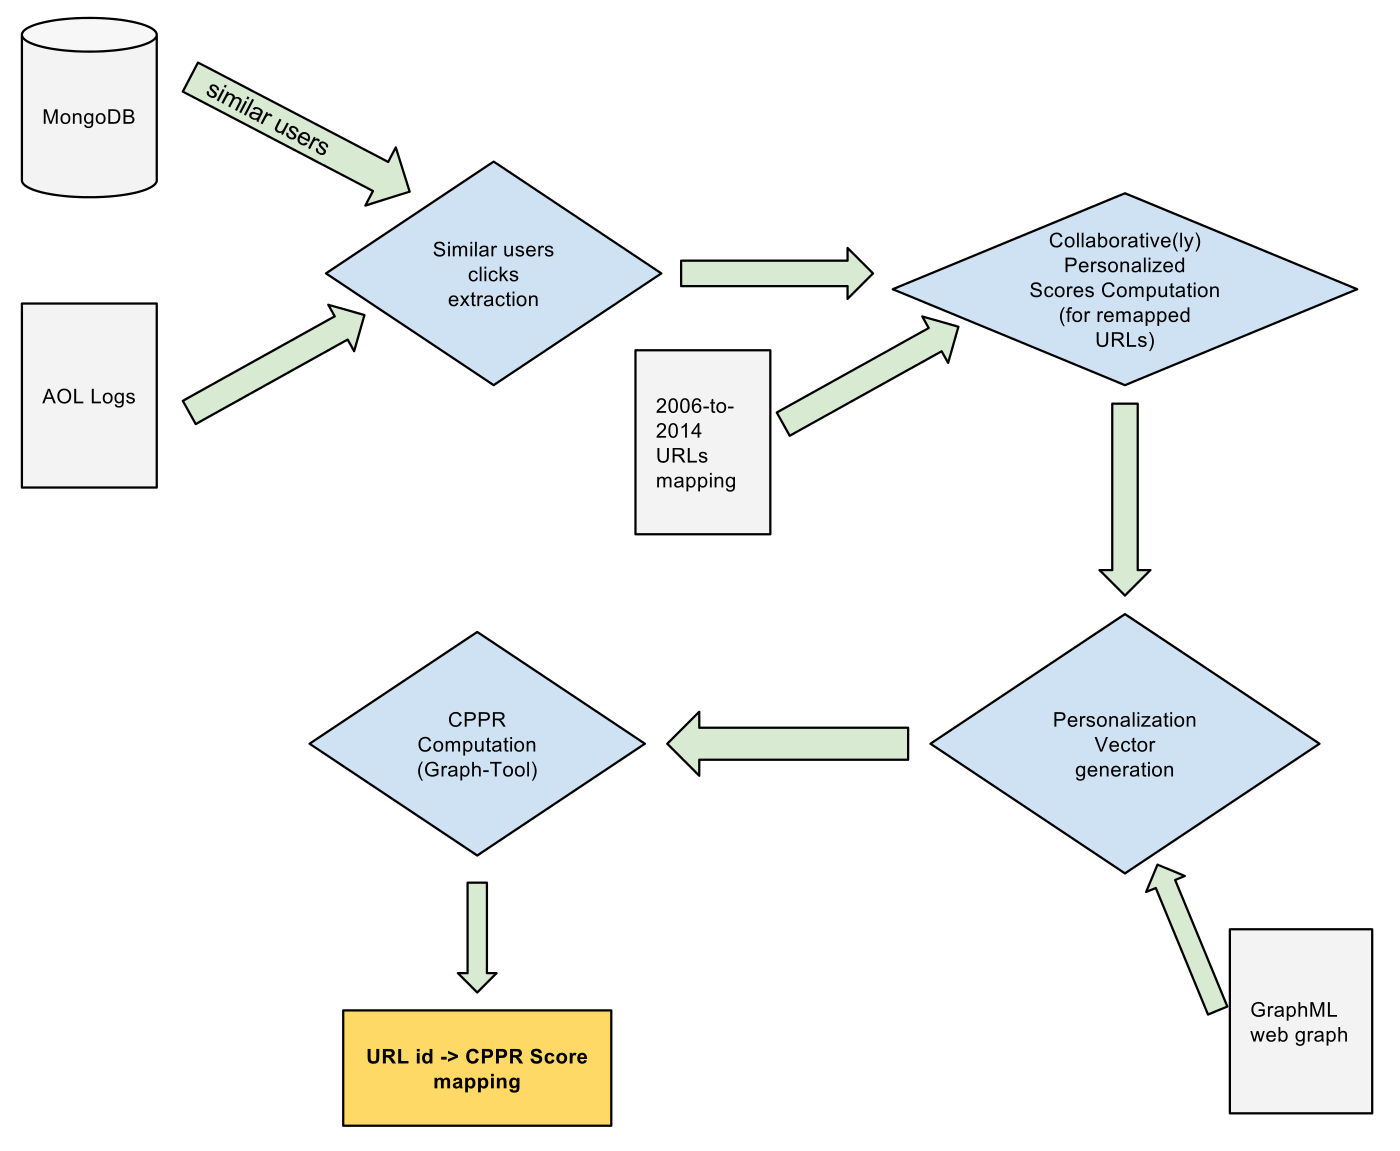 MongoDB
similar users
Similar users
clicks
extraction
Collaborative(ly)
Personalized
Scores Computation
(for remapped
URLs)
AOL Logs
2006-to-
2014
URLs
mapping
CPPR
Computation
(Graph-Tool)
Personalization
Vector
generation
GraphML
web graph
URL id -> CPPR Score
mapping